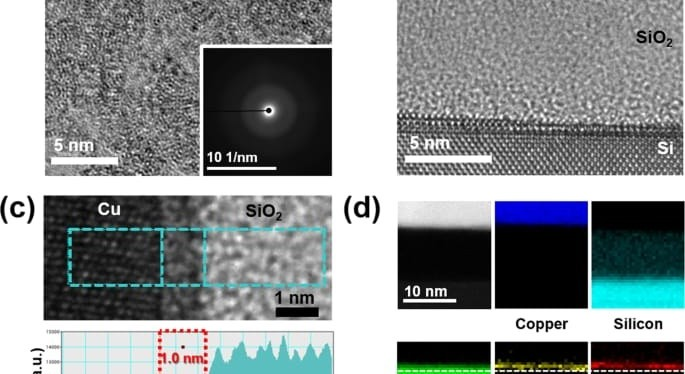 SiO2
5 nm
10 1/nm
5 nm
Si
(c)
Cu
SiO2
1 nm
(d)
10 nm
Copper
Silicon
1.0 nm
a.u.)